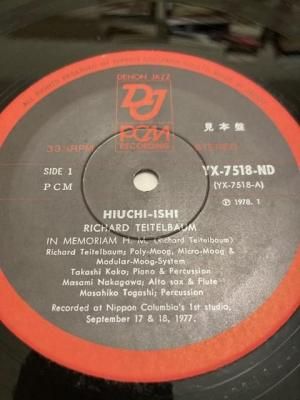 DENON JAZZ
DJ
PCM
RECORDING
33⅓RPM
STEREO
見本盤
SIDE 1
PCM
YX-7518-ND
(YX-7518-A)
Ⓟ 1978. 1
HIUCHI-ISHI
RICHARD TEITELBAUM
IN MEMORIAM H. M. (Richard Teitelbaum)
Richard Teitelbaum; Poly-Moog, Micro-Moog &
Modular-Moog-System
Takashi Kako; Piano & Percussion
Masami Nakagawa; Alto sax & Flute
Masahiko Togashi; Percussion
Recorded at Nippon Columbia's 1st studio,
September 17 & 18, 1977.